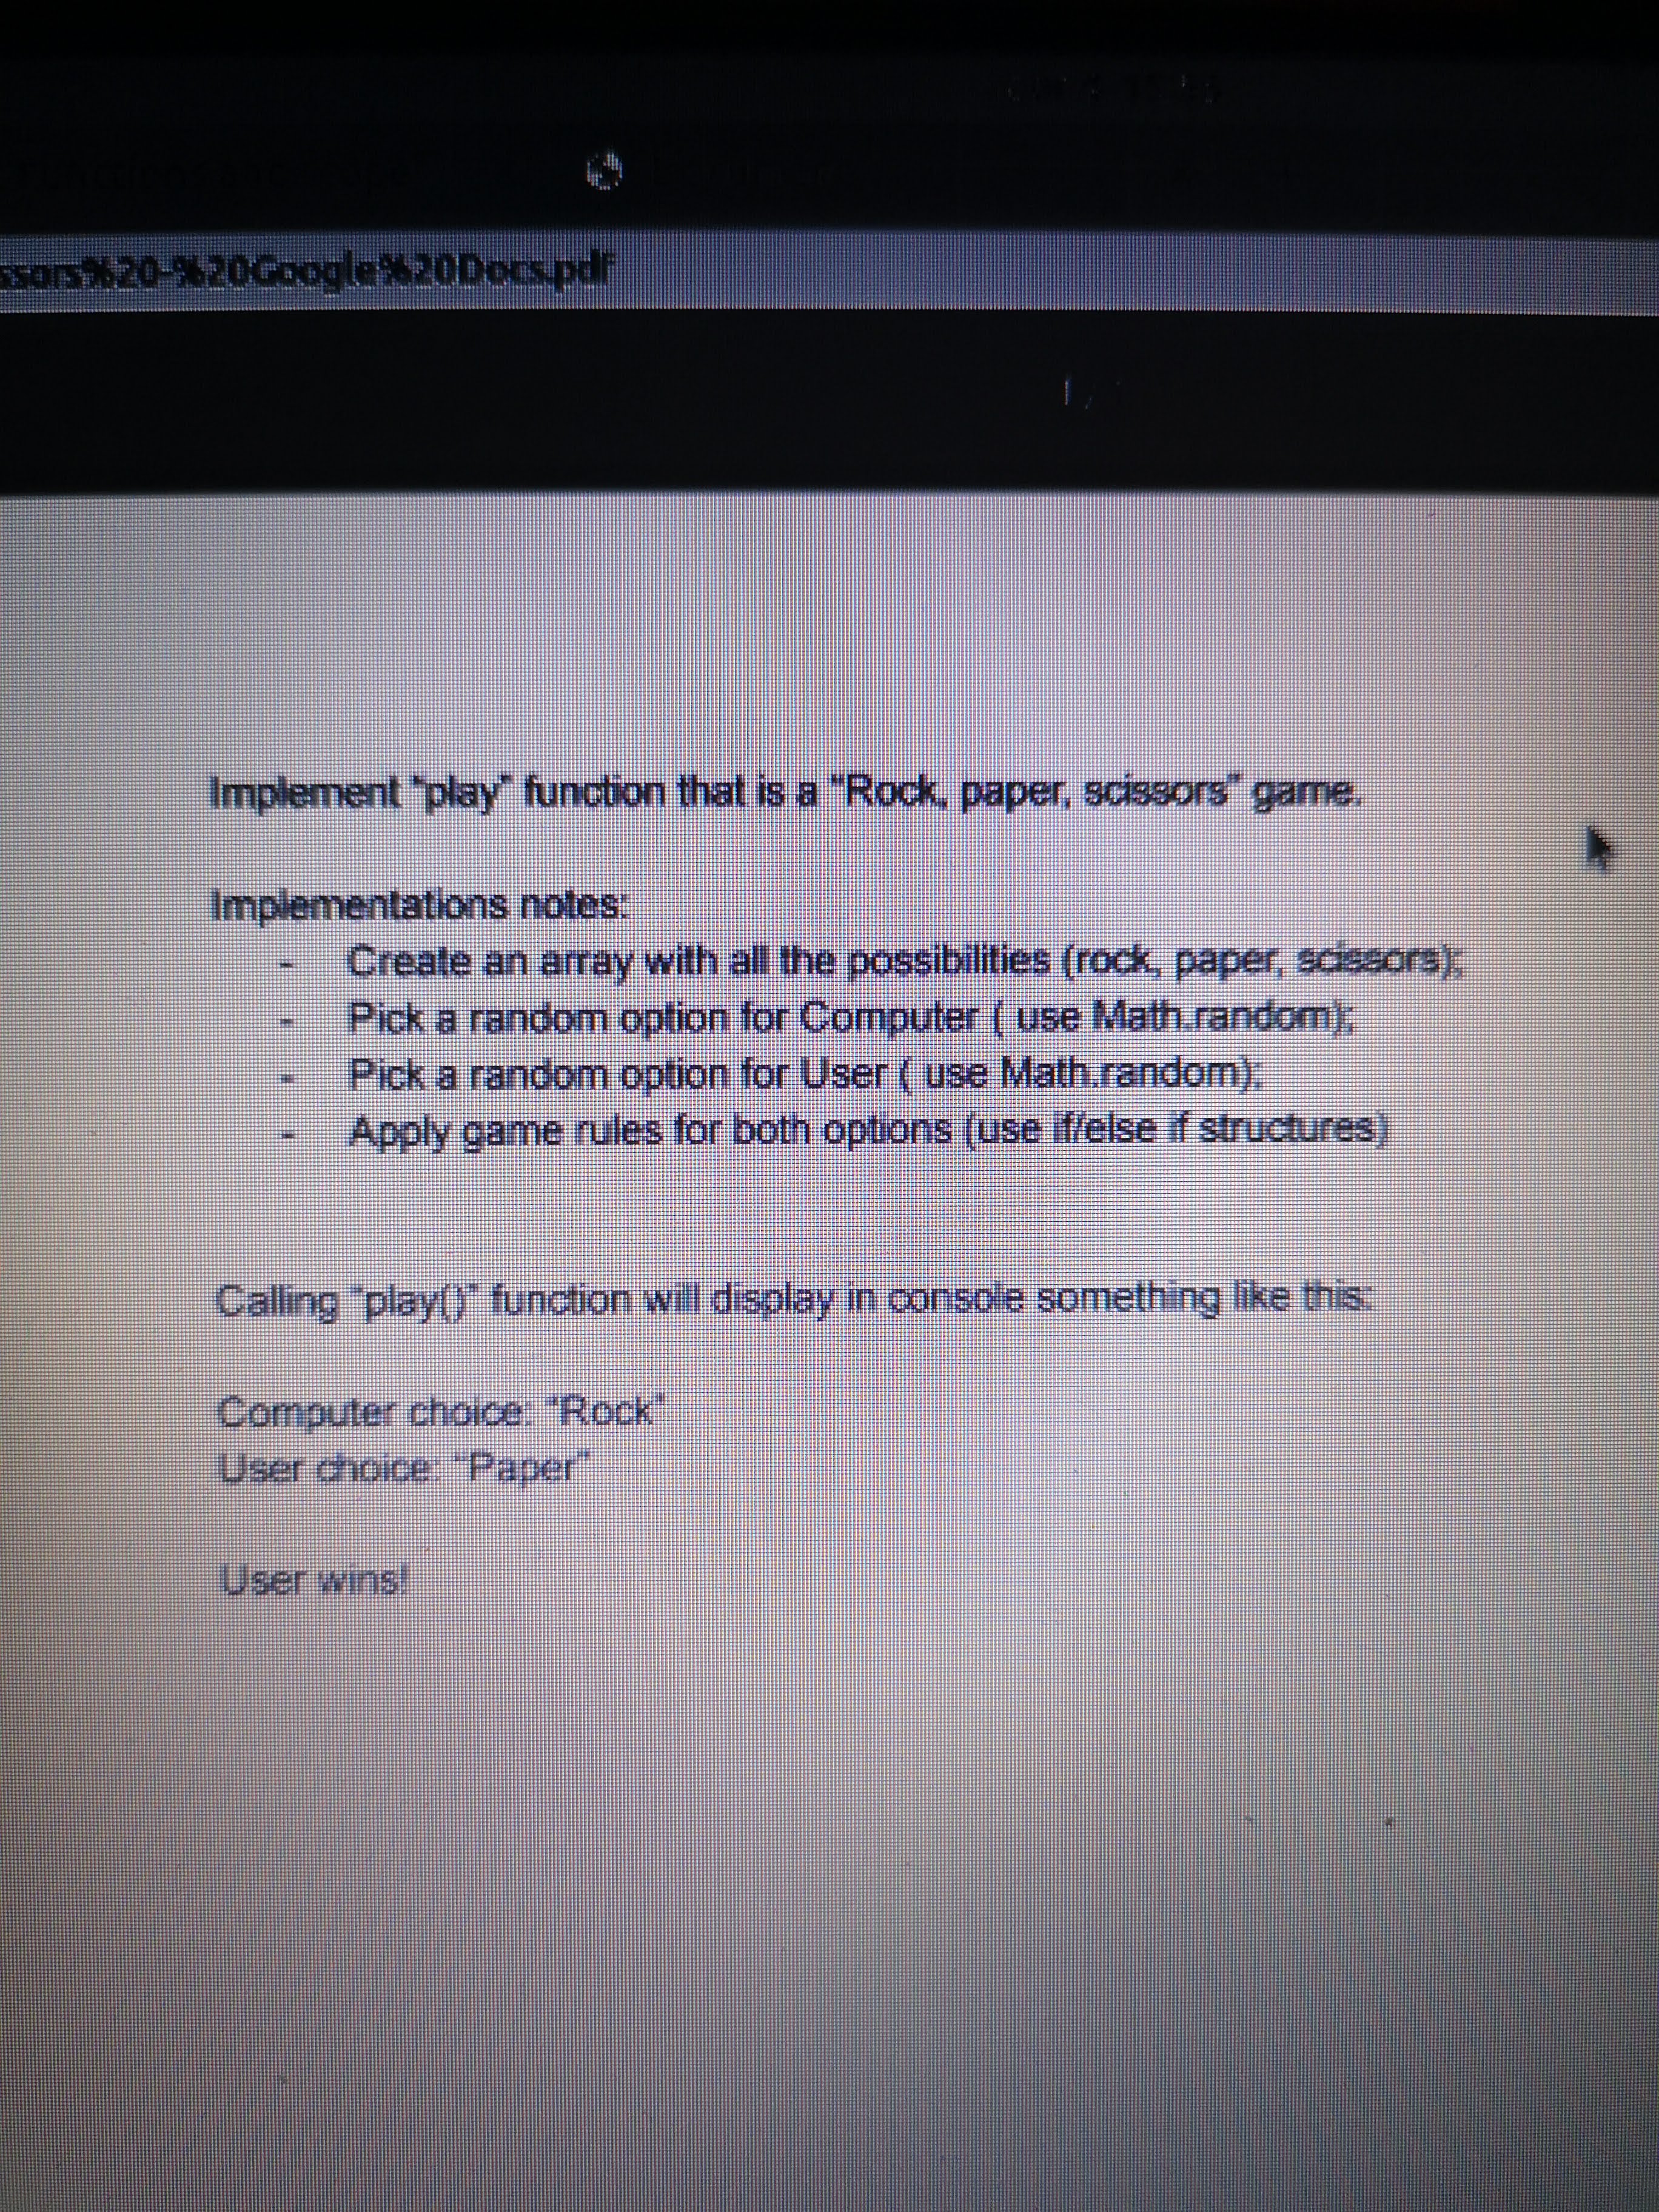 ssors%20-%20Google%20Docs.pdf
Implement "play" function that is a "Rock, paper, scissors" game.
Implementations notes:
- Create an array with all the possibilities (rock, paper, scissors);
- Pick a random option for Computer ( use Math.random);
- Pick a random option for User ( use Math.random);
- Apply game rules for both options (use if/else if structures)
Calling "play()" function will display in console something like this:
Computer choice: "Rock"
User choice: "Paper"
User wins!